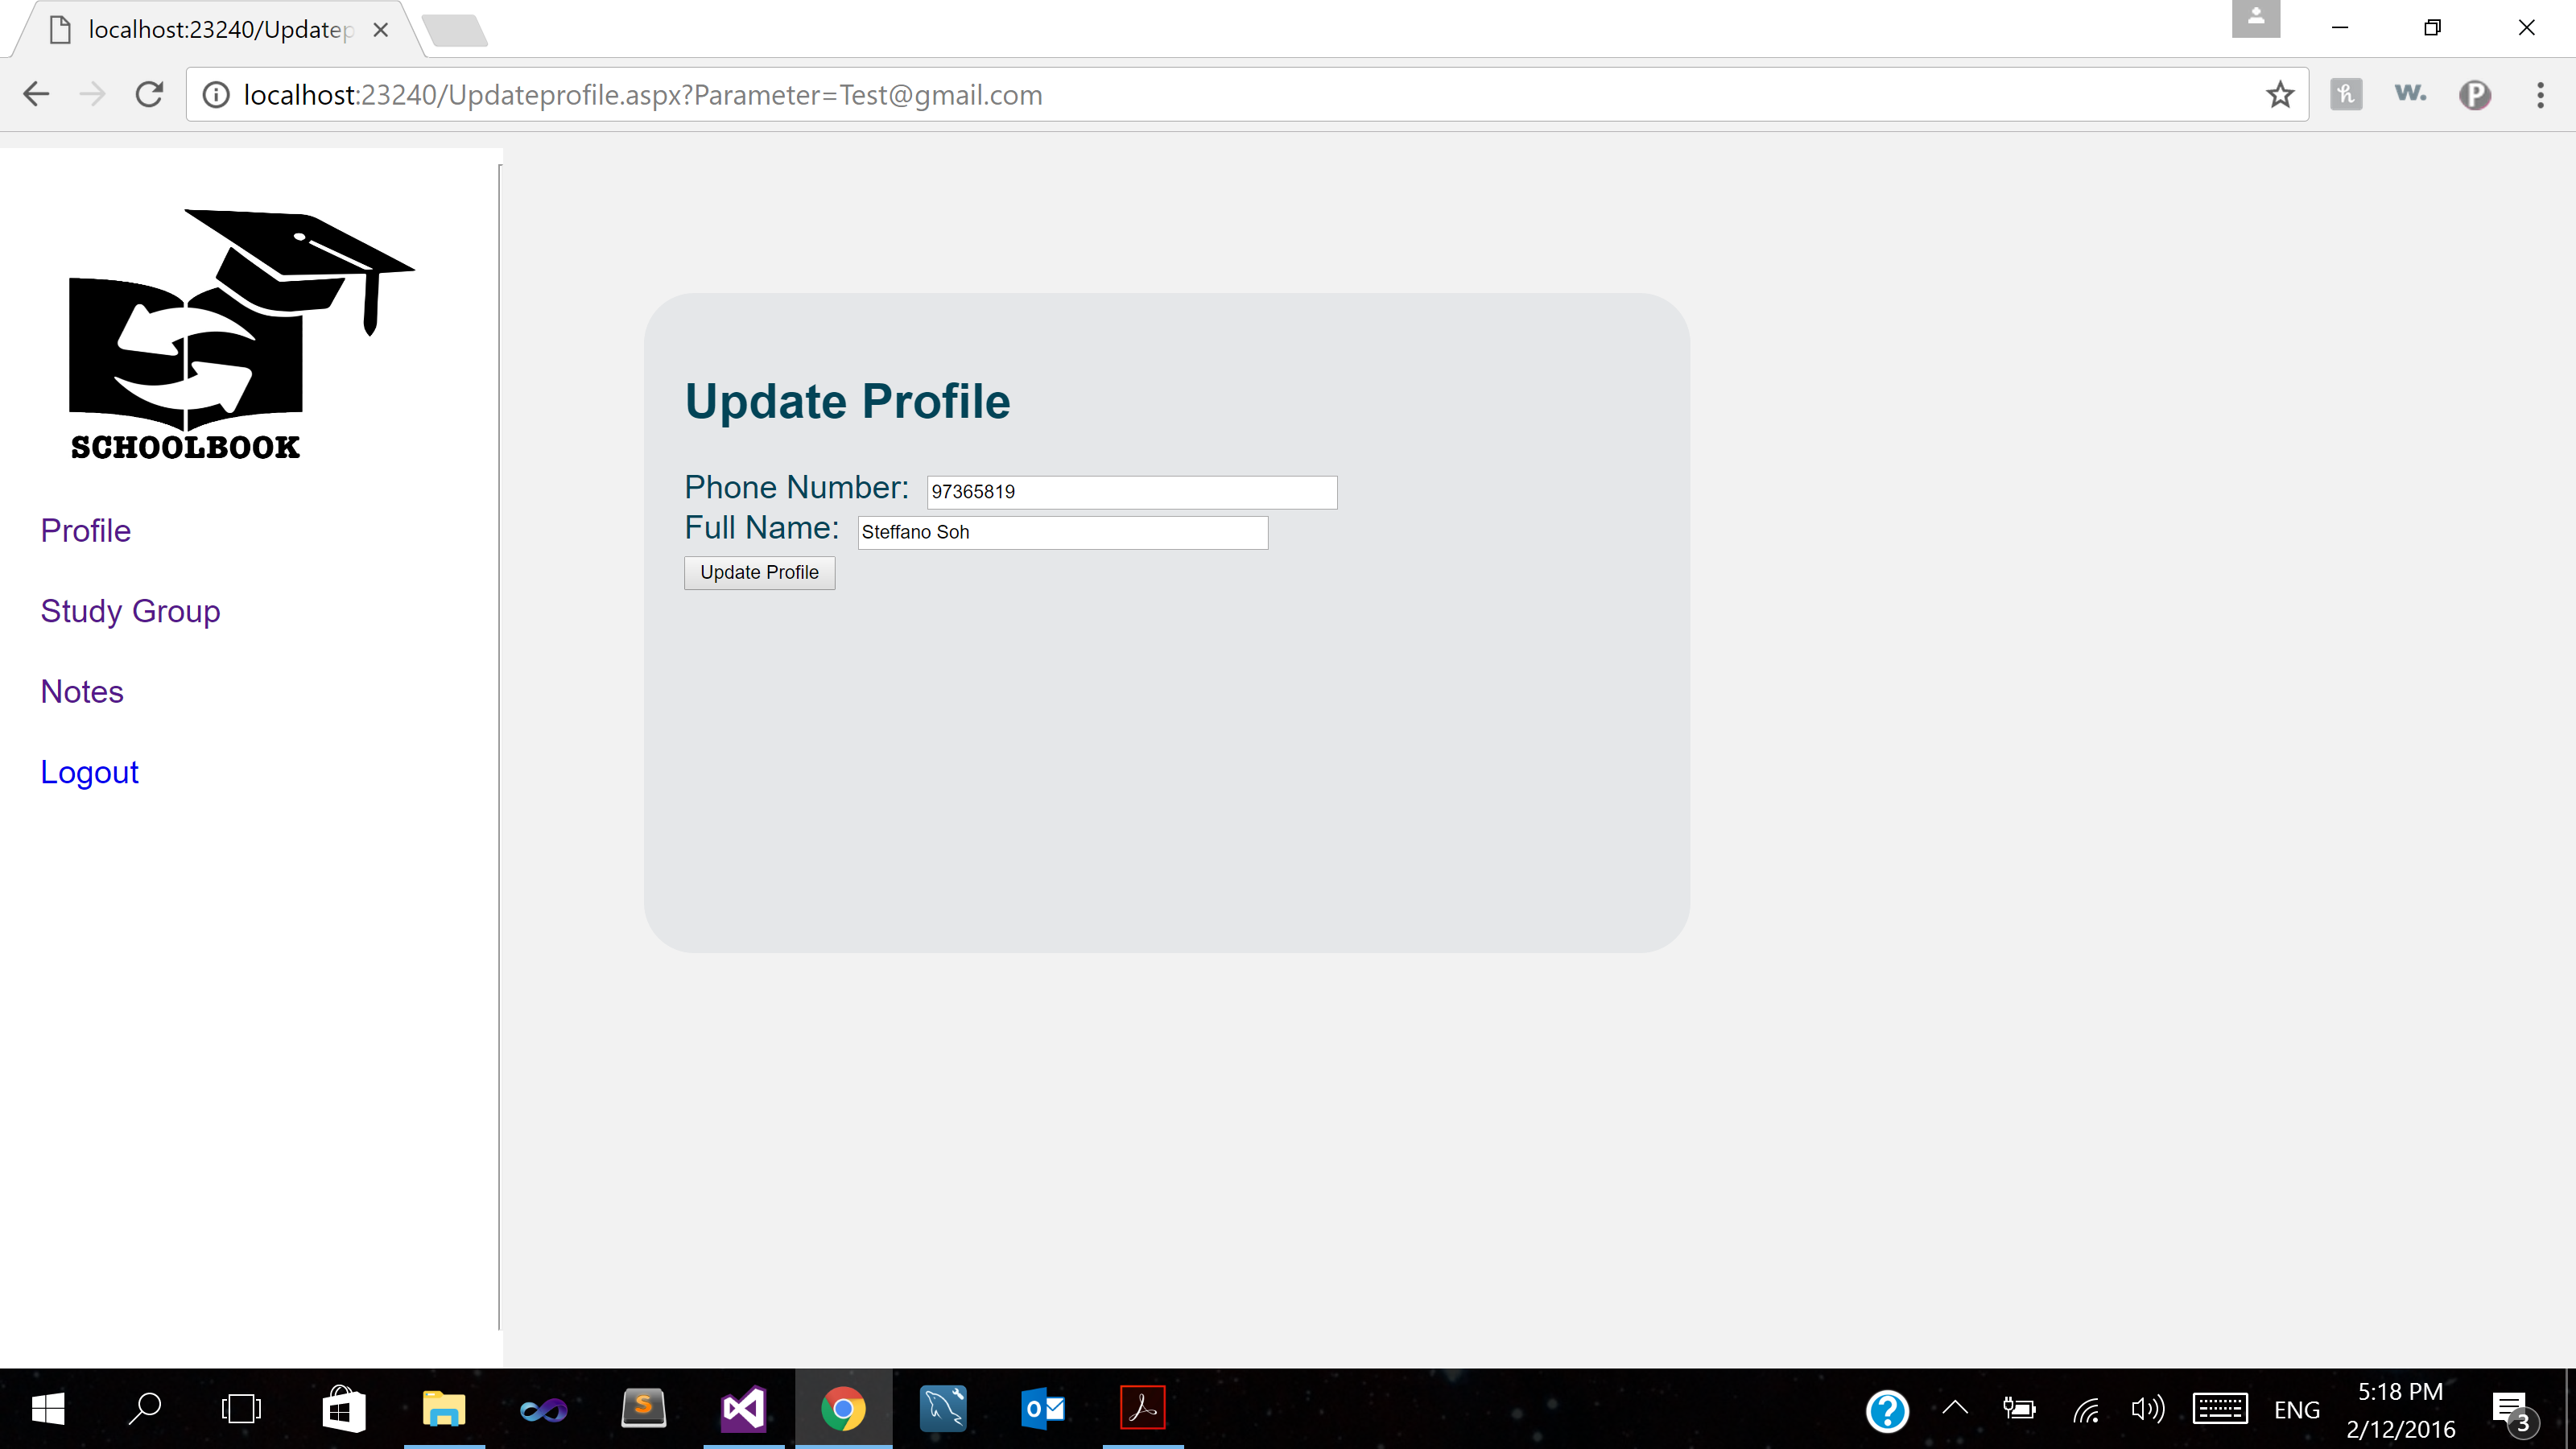 localhost:23240/Updatep
localhost:23240/Updateprofile.aspx?Parameter=Test@gmail.com
SCHOOLBOOK
Profile
Study Group
Notes
Logout
Update Profile
Phone Number: 97365819
Full Name: Steffano Soh
Update Profile
ENG
5:18 PM
2/12/2016
3